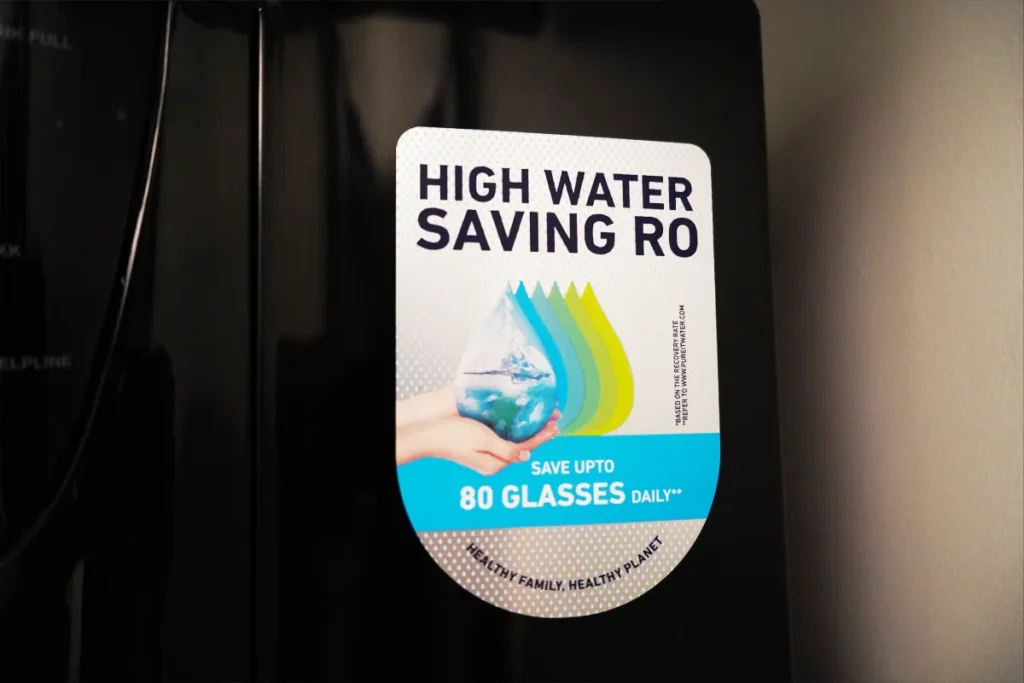 FULL
HIGH WATER
SAVING RO
*BASED ON THE RECOVERY RATE
**REFER TO WWW.PUREITWATER.COM
SAVE UPTO
80 GLASSES DAILY**
HEALTHY FAMILY, HEALTHY PLANET